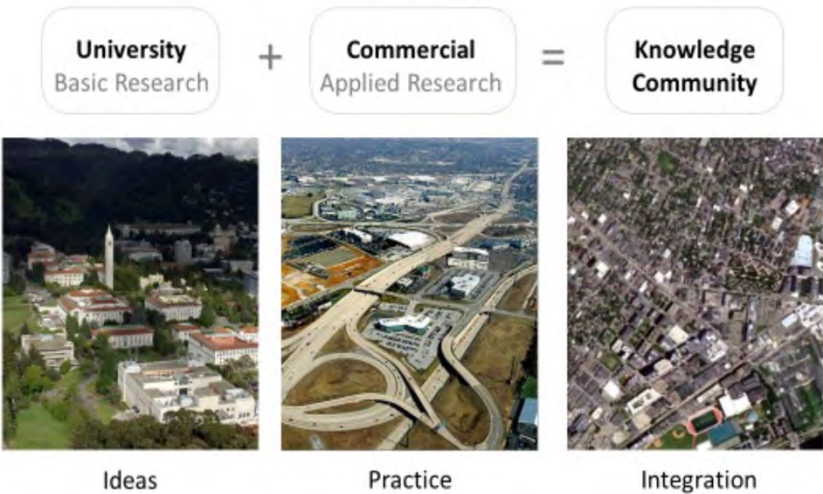 University
Basic Research
+
Commercial
Applied Research
=
Knowledge
Community
Ideas
Practice
Integration